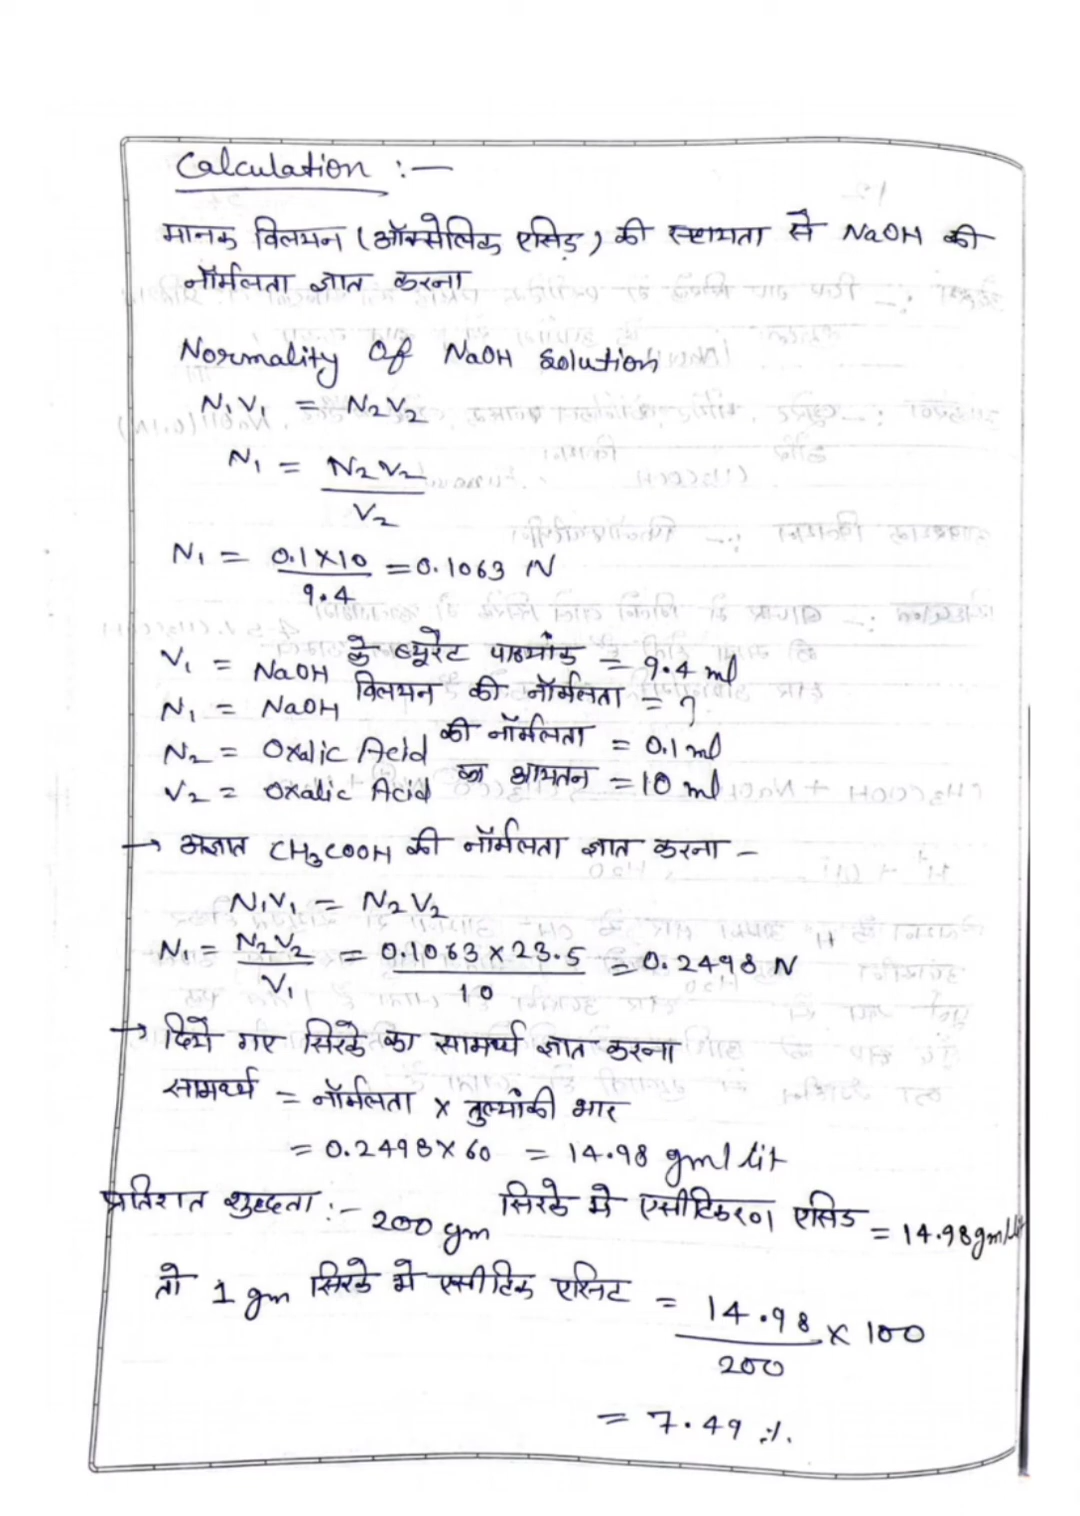 Calculation :—
मानक विलयन (ऑक्सेलिक एसिड) की सहायता से NaOH की
नॉर्मलता ज्ञात करना
Normality Of NaOH Solution
N₁V₁ = N₂V₂
N₁ = N₂V₂ / V₂
N₁ = 0.1×10 / 9.4 = 0.1063 N
V₁ = NaOH के ब्यूरेट पाठ्यांक = 9.4 ml
N₁ = NaOH विलयन की नॉर्मलता = ?
N₂ = Oxalic Acid की नॉर्मलता = 0.1 ml
V₂ = Oxalic Acid का आयतन = 10 ml
→ अज्ञात CH₃COOH की नॉर्मलता ज्ञात करना –
N₁V₁ = N₂V₂
N₁ = N₂V₂ / V₁ = 0.1063 × 23.5 / 10 = 0.2498 N
→ दिये गए सिरके का सामर्थ्य ज्ञात करना
सामर्थ्य = नॉर्मलता × तुल्यांकी भार
= 0.2498×60 = 14.98 gm/lit
प्रतिशत शुद्धता :– 200 gm सिरके मे एसीटिक एसिड = 14.98gm/lit
तो 1 gm सिरके मे एसीटिक एसिट = 14.98 / 200 × 100
= 7.49 %.